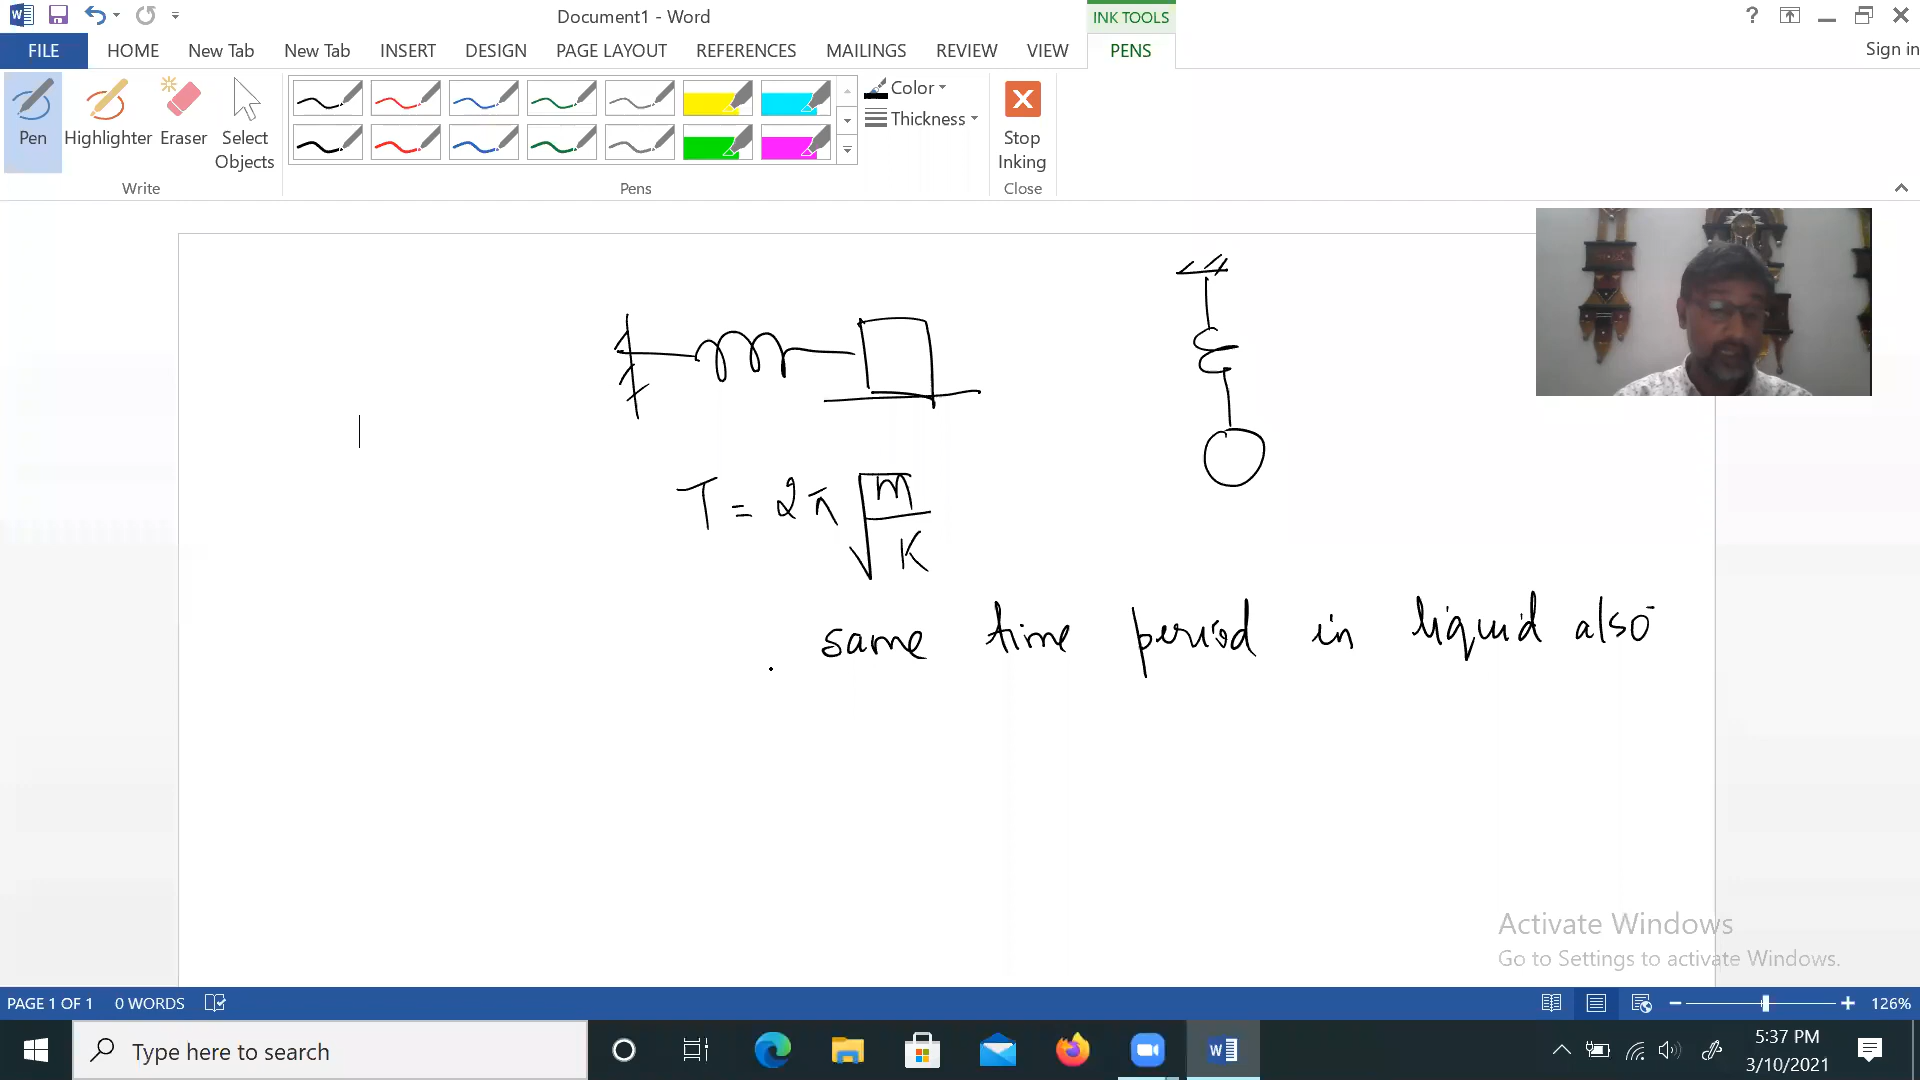 Document1 - Word
INK TOOLS
?
FILE
HOME
New Tab
New Tab
INSERT
DESIGN
PAGE LAYOUT
REFERENCES
MAILINGS
REVIEW
VIEW
PENS
Sign in
Pen
Highlighter
Eraser
Select
Objects
Color
Thickness
Stop
Inking
Write
Pens
Close
T = 2π √m/K
same time period in liquid also
Activate Windows
Go to Settings to activate Windows.
PAGE 1 OF 1
0 WORDS
126%
Type here to search
5:37 PM
3/10/2021